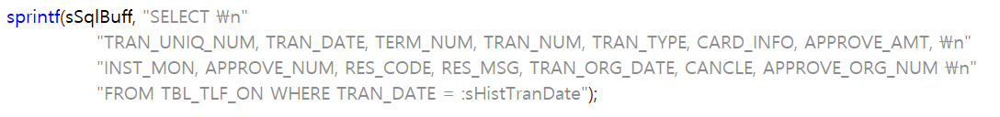 sprintf(sSqlBuff, "SELECT ₩n"
"TRAN_UNIQ_NUM, TRAN_DATE, TERM_NUM, TRAN_NUM, TRAN_TYPE, CARD_INFO, APPROVE_AMT, ₩n"
"INST_MON, APPROVE_NUM, RES_CODE, RES_MSG, TRAN_ORG_DATE, CANCLE, APPROVE_ORG_NUM ₩n"
"FROM TBL_TLF_ON WHERE TRAN_DATE = :sHistTranDate");